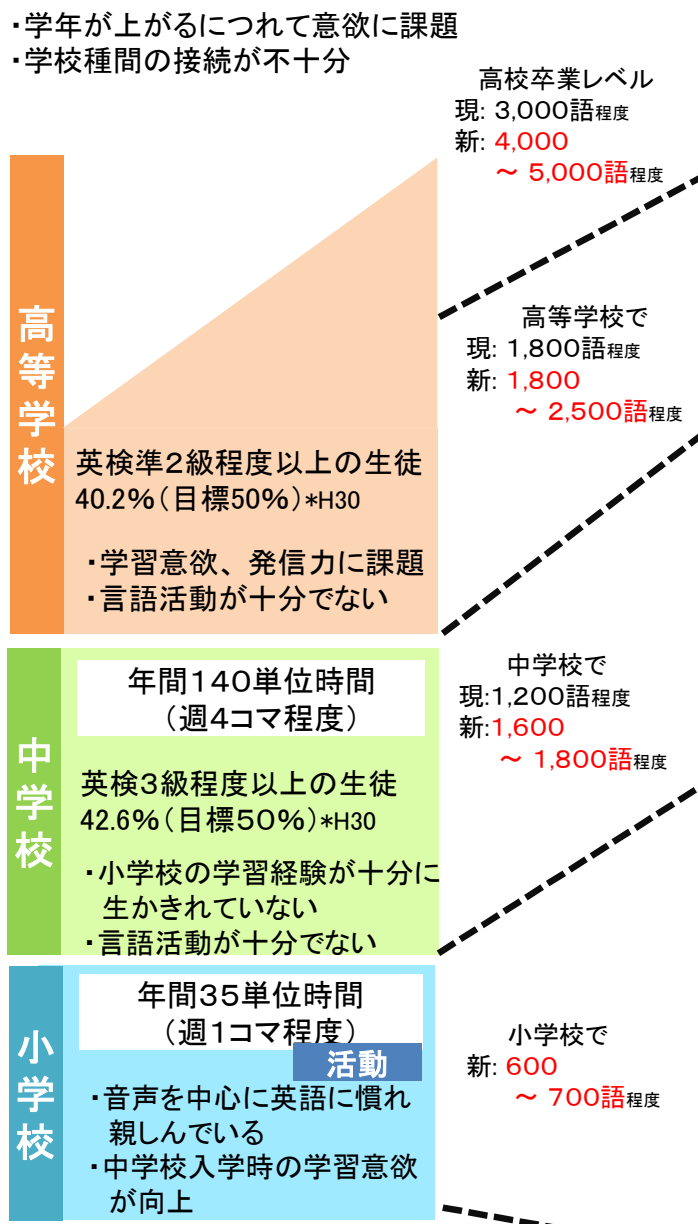 ・学年が上がるにつれて意欲に課題
・学校種間の接続が不十分
高校卒業レベル
現: 3,000語程度
新: 4,000
～ 5,000語程度
高等学校
高等学校で
現: 1,800語程度
新: 1,800
～ 2,500語程度
英検準2級程度以上の生徒
40.2%(目標50%)*H30
・学習意欲、発信力に課題
・言語活動が十分でない
中学校
年間140単位時間
(週4コマ程度)
中学校で
現:1,200語程度
新:1,600
～ 1,800語程度
英検3級程度以上の生徒
42.6%(目標50%)*H30
・小学校の学習経験が十分に
生かきれていない
・言語活動が十分でない
小学校
年間35単位時間
(週1コマ程度)
活動
小学校で
新: 600
～ 700語程度
・音声を中心に英語に慣れ
親しんでいる
・中学校入学時の学習意欲
が向上